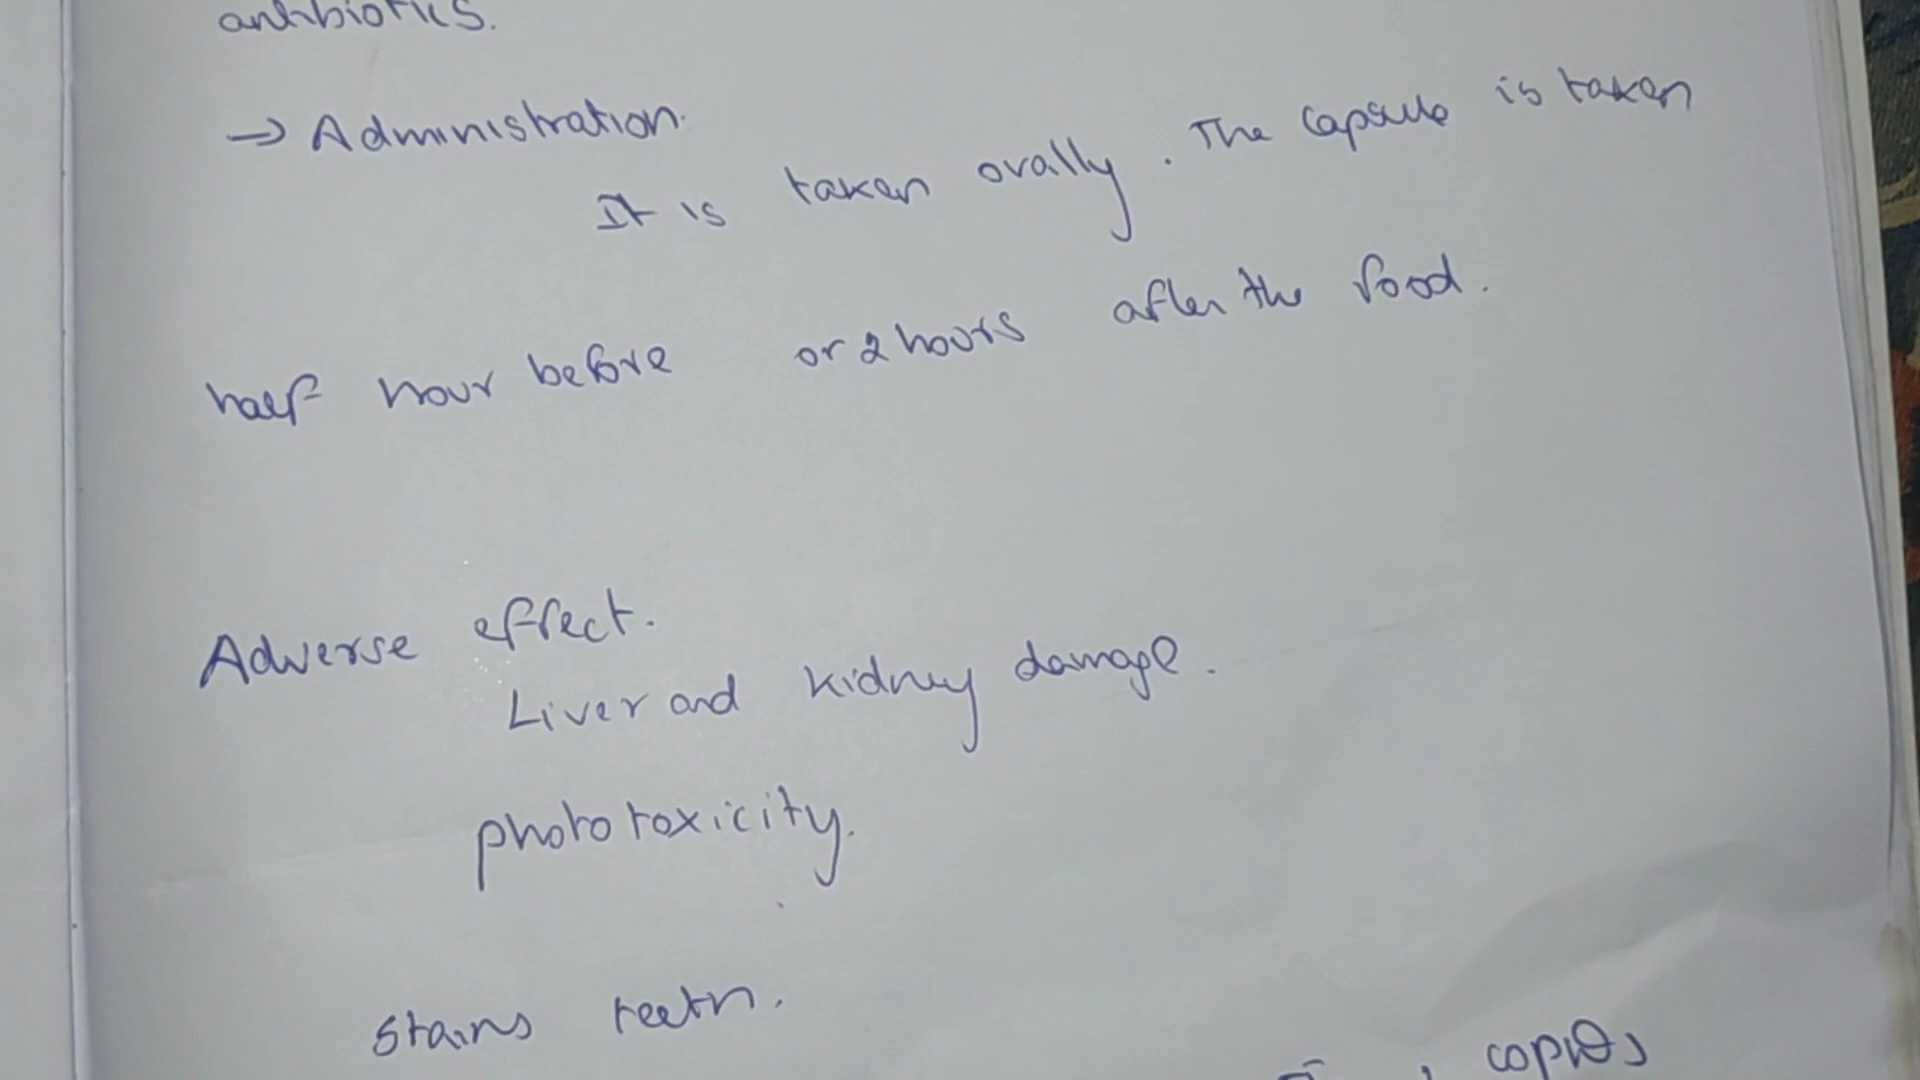 antibiotics.
→ Administration.
It is taken orally. The capsule is taken
half hour before or 2 hours after the food.
Adverse effect.
Liver and kidney damage.
phototoxicity.
Stains teeth.